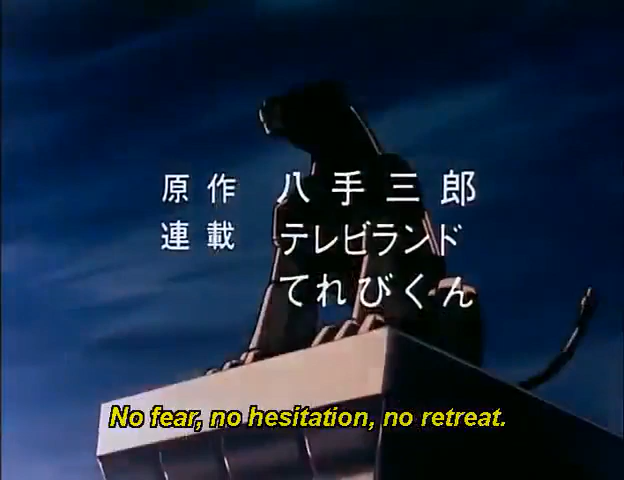 原作 八手三郎
連載 テレビランド
てれびくん
No fear, no hesitation, no retreat.